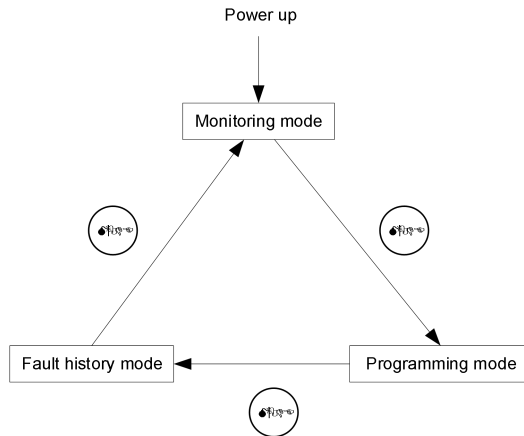 Power up
Monitoring mode
Fault history mode
Programming mode